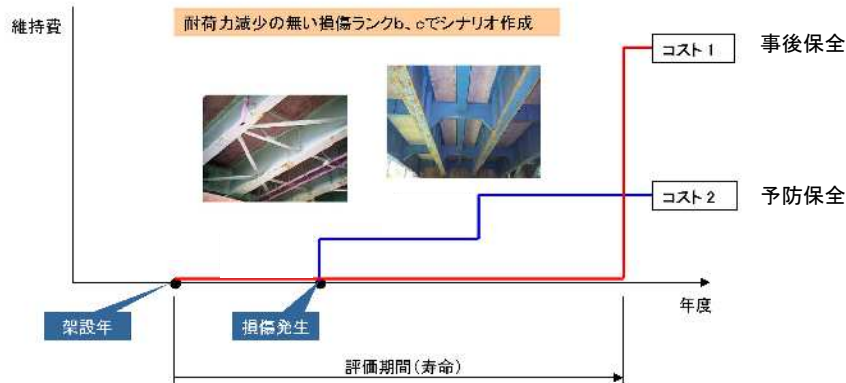 維持費
耐荷力減少の無い損傷ランクb、cでシナリオ作成
コスト1
事後保全
コスト2
予防保全
年度
架設年
損傷発生
評価期間(寿命)